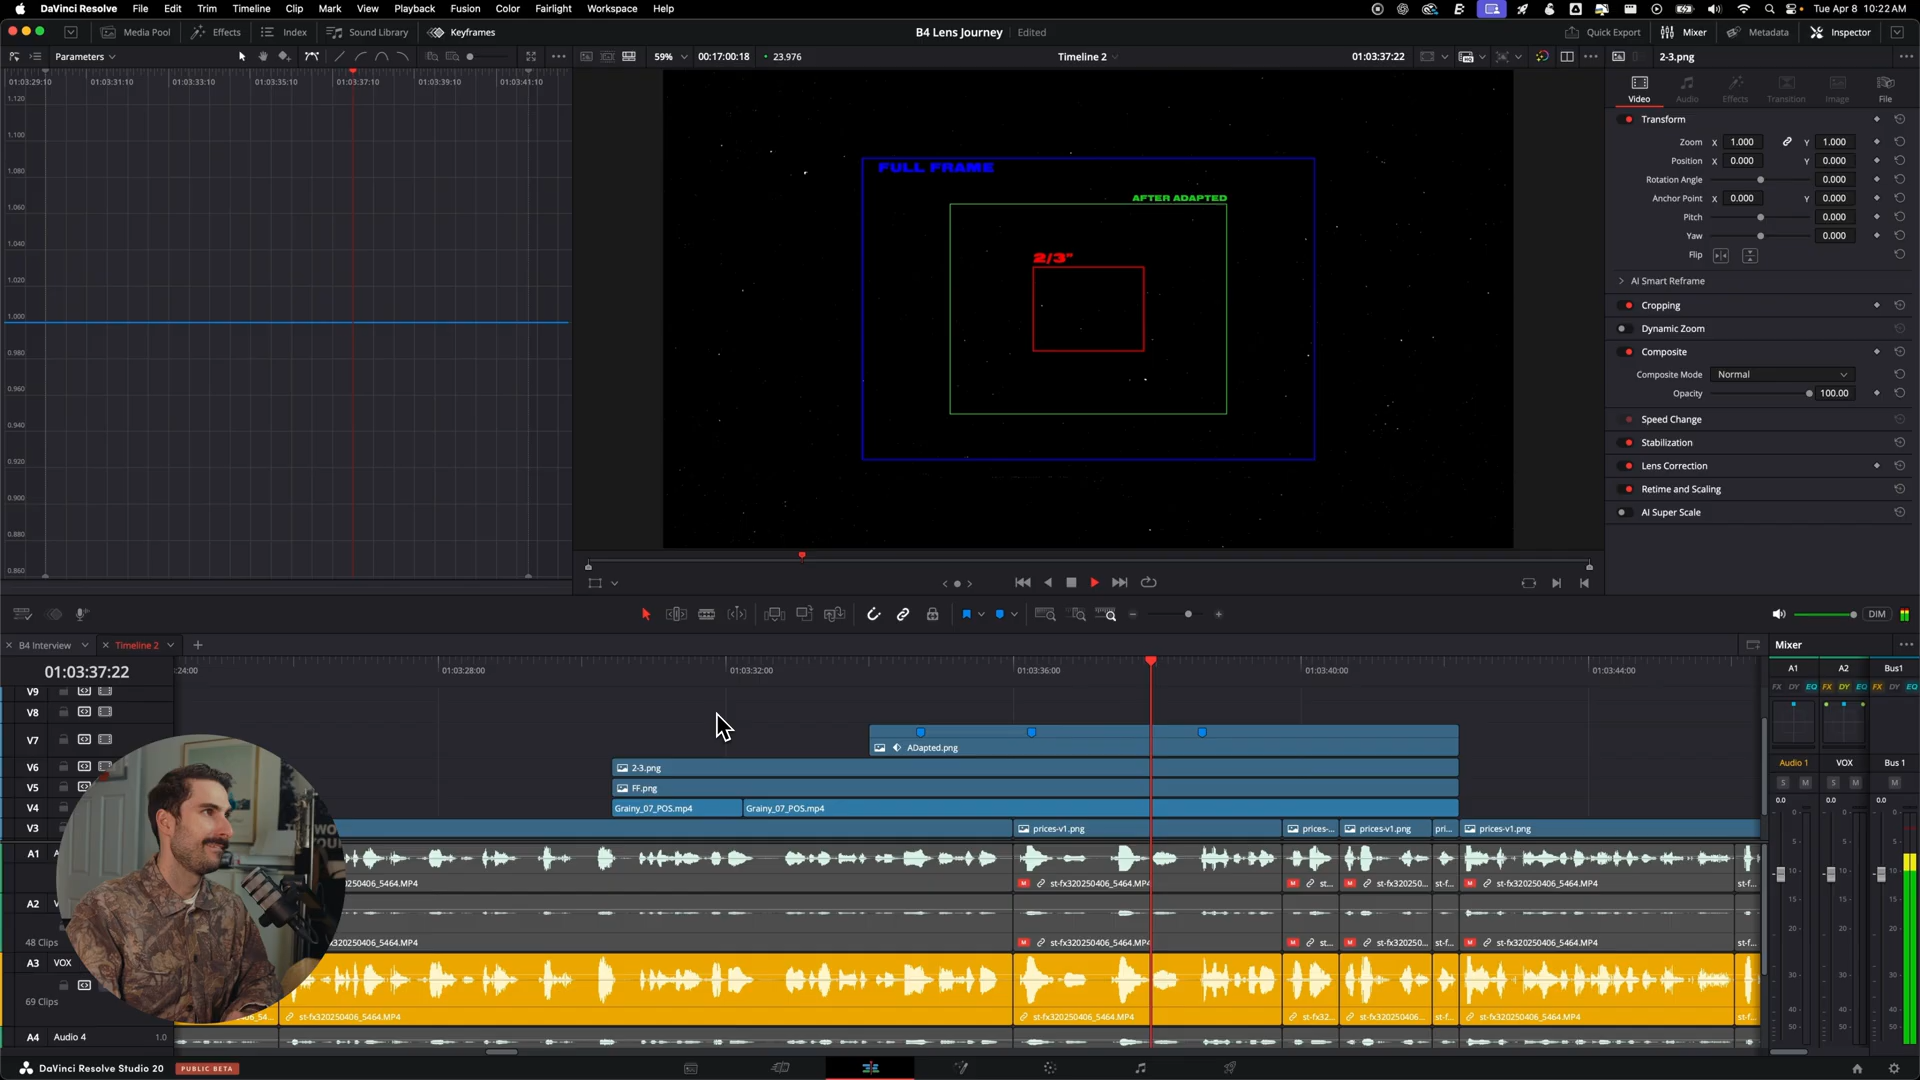 DaVinci Resolve File Edit Trim Timeline Clip Mark View Playback Fusion Color Fairlight Workspace Help Tue Apr 8 10:22 AM
Media Pool Effects Index Sound Library Keyframes B4 Lens Journey Edited Quick Export Mixer Metadata Inspector
Parameters 59% 00:17:00:18 23.976 Timeline 2 01:03:37:22 2-3.png
01:03:29:10 01:03:31:10 01:03:33:10 01:03:35:10 01:03:37:10 01:03:39:10 01:03:41:10
1.120
1.100
1.080
1.060
1.040
1.020
1.000
0.980
0.960
0.940
0.920
0.900
0.880
0.860
FULL FRAME
AFTER ADAPTED
2/3"
Video Audio Effects Transition Image File
Transform
Zoom X 1.000 Y 1.000
Position X 0.000 Y 0.000
Rotation Angle 0.000
Anchor Point X 0.000 Y 0.000
Pitch 0.000
Yaw 0.000
Flip
AI Smart Reframe
Cropping
Dynamic Zoom
Composite
Composite Mode Normal
Opacity 100.00
Speed Change
Stabilization
Lens Correction
Retime and Scaling
AI Super Scale
DIM
B4 Interview Timeline 2 Mixer
01:03:37:22 :24:00 01:03:28:00 01:03:32:00 01:03:36:00 01:03:40:00 01:03:44:00
A1 A2 Bus1
FX DY EQ FX DY EQ FX DY EQ
V9
V8
V7 ADapted.png
V6 2-3.png
V5 FF.png
V4 Grainy_07_POS.mp4 Grainy_07_POS.mp4
V3 prices-v1.png prices-... prices-v1.png pri... prices-v1.png
Audio 1 VOX Bus 1
S M S M M
0.0 0.0 0.0
A1
320250406_5464.MP4 M st-fx320250406_5464.MP4 M st... M st-fx320250... st-f... M st-fx320250406_5464.MP4 st-f...
A2
48 Clips 320250406_5464.MP4 M st-fx320250406_5464.MP4 M st... M st-fx320250... st-f... M st-fx320250406_5464.MP4 st-f...
A3 VOX
69 Clips
st-fx320250406_5464.MP4 st-fx320250406_5464.MP4 st-fx32... st-fx320250406... st-f... st-fx320250406_5464.MP4 st-f...
A4 Audio 4 1.0
DaVinci Resolve Studio 20 PUBLIC BETA